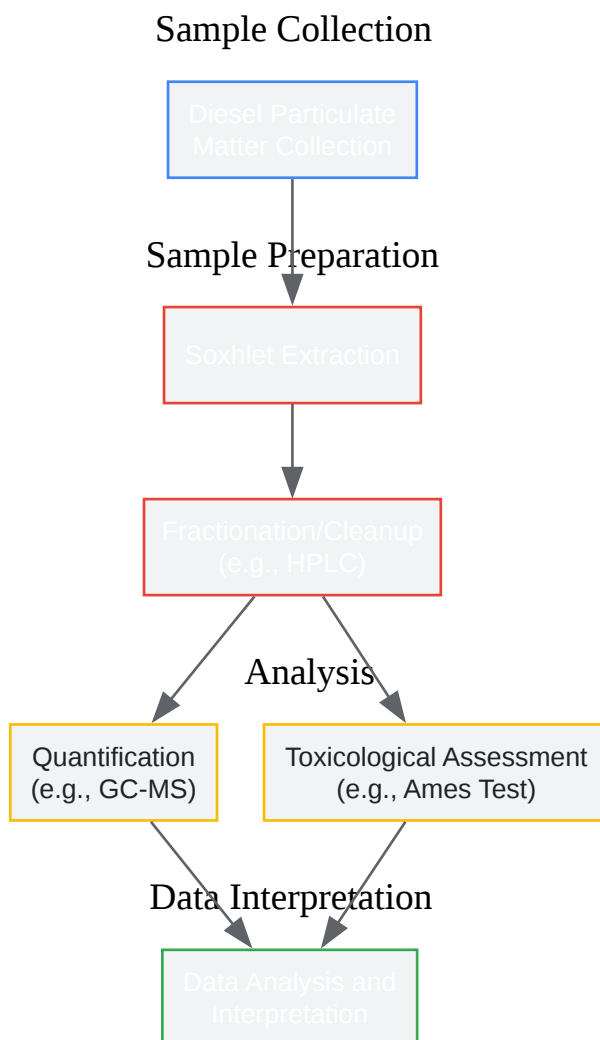 Sample Collection
Diesel Particulate
Matter Collection
Sample Preparation
Soxhlet Extraction
Fractionation/Cleanup
(e.g., HPLC)
Analysis
Quantification
(e.g., GC-MS)
Toxicological Assessment
(e.g., Ames Test)
Data Interpretation
Data Analysis and
Interpretation